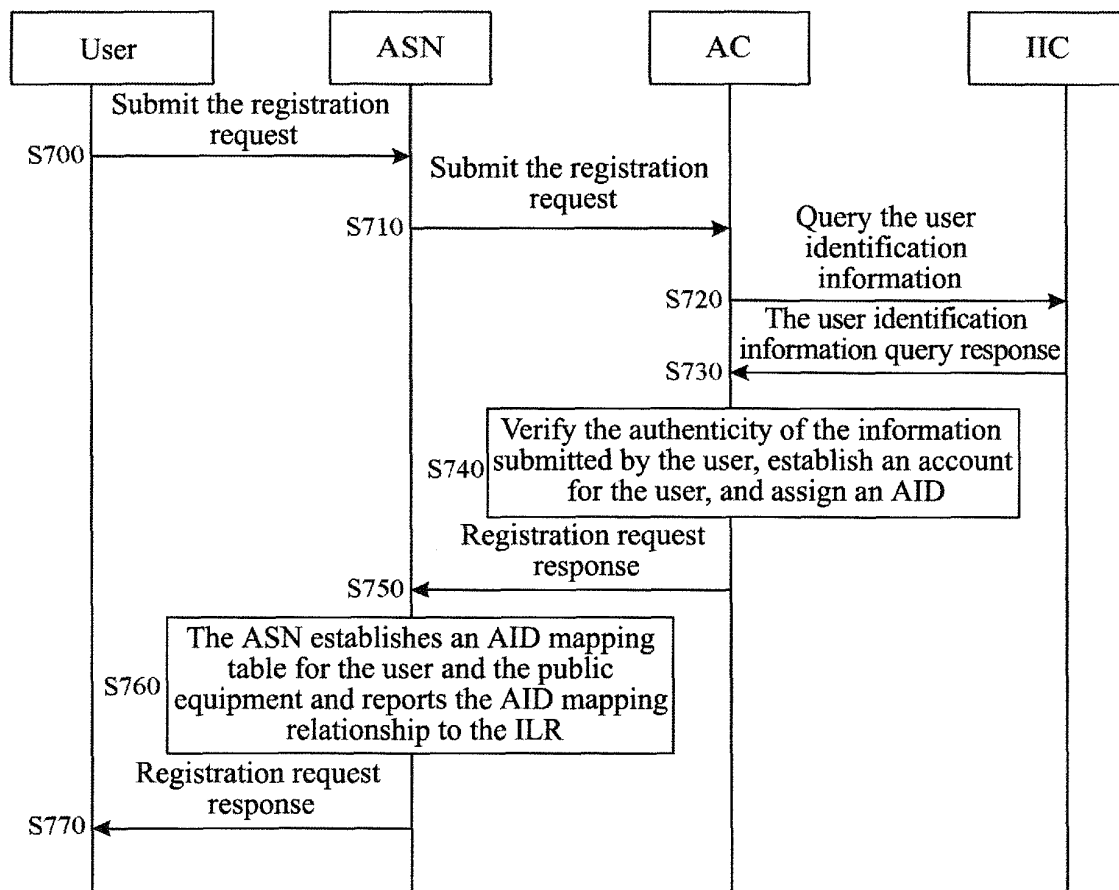 User
ASN
AC
IIC
Submit the registration
request
S700
Submit the registration
request
S710
Query the user
identification
information
S720
The user identification
information query response
S730
Verify the authenticity of the information
submitted by the user, establish an account
for the user, and assign an AID
S740
Registration request
response
S750
The ASN establishes an AID mapping
table for the user and the public
equipment and reports the AID mapping
relationship to the ILR
S760
Registration request
response
S770